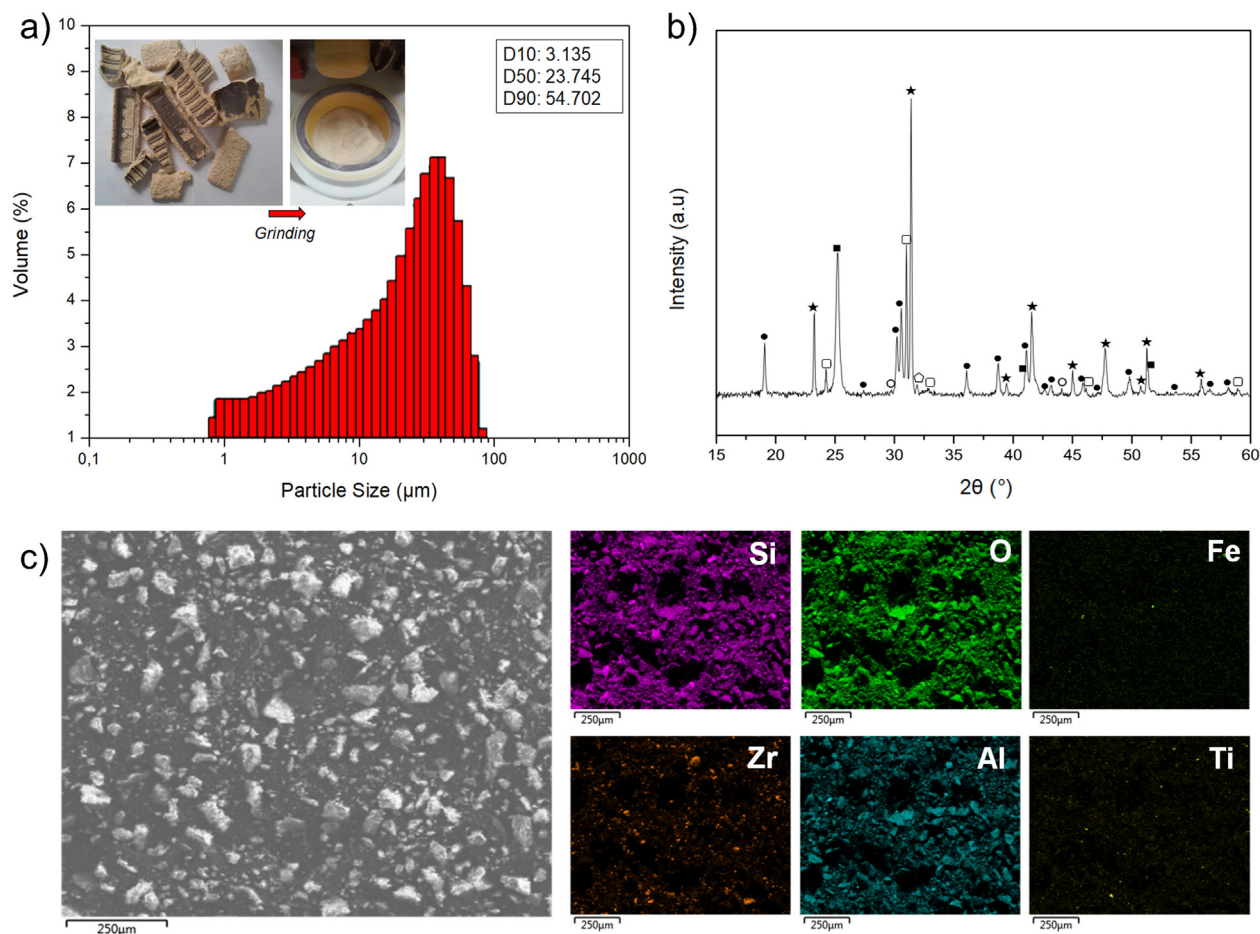 a)
10
9
8
7
6
5
4
3
2
1
Volume (%)
D10: 3.135
D50: 23.745
D90: 54.702
Grinding
0,1
1
10
100
1000
Particle Size (µm)
b)
Intensity (a.u)
15
20
25
30
35
40
45
50
55
60
2θ (°)
c)
250µm
Si
250µm
O
250µm
Fe
250µm
Zr
250µm
Al
250µm
Ti
250µm